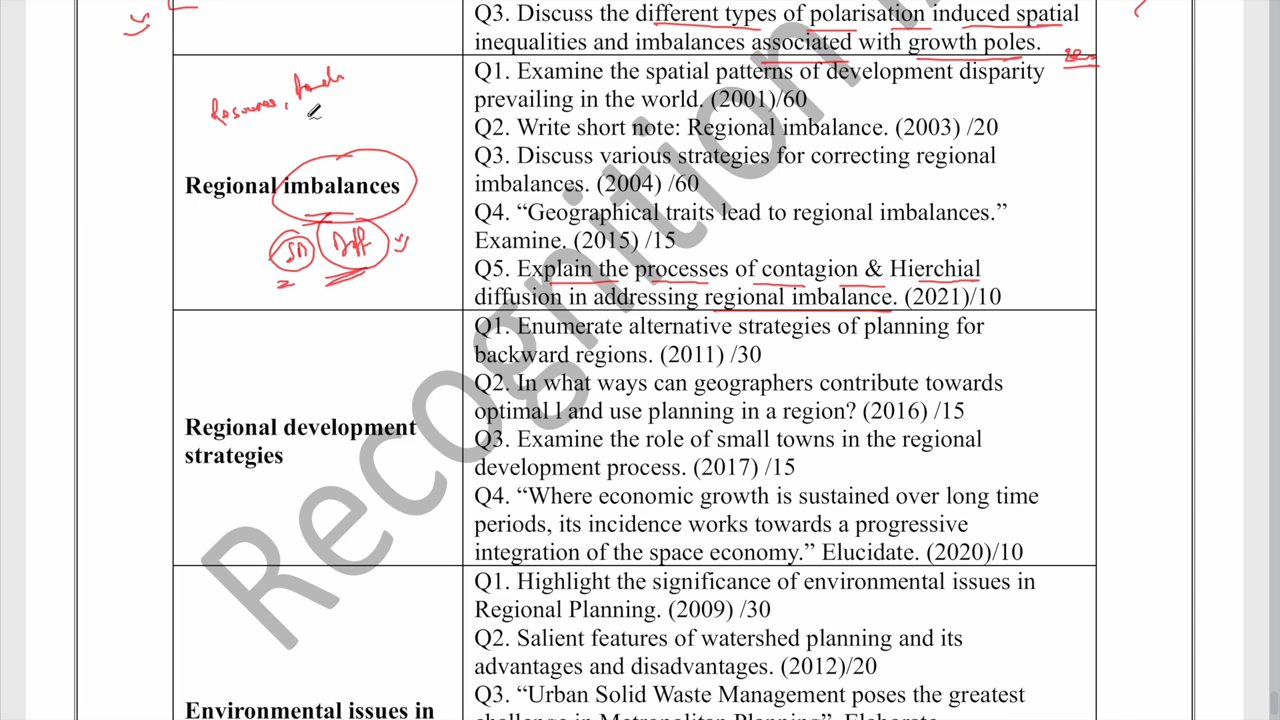 Q3. Discuss the different types of polarisation induced spatial
inequalities and imbalances associated with growth poles.
Regional imbalances
Q1. Examine the spatial patterns of development disparity
prevailing in the world. (2001)/60
Q2. Write short note: Regional imbalance. (2003) /20
Q3. Discuss various strategies for correcting regional
imbalances. (2004) /60
Q4. “Geographical traits lead to regional imbalances.”
Examine. (2015) /15
Q5. Explain the processes of contagion & Hierchial
diffusion in addressing regional imbalance. (2021)/10
Regional development
strategies
Q1. Enumerate alternative strategies of planning for
backward regions. (2011) /30
Q2. In what ways can geographers contribute towards
optimal l and use planning in a region? (2016) /15
Q3. Examine the role of small towns in the regional
development process. (2017) /15
Q4. “Where economic growth is sustained over long time
periods, its incidence works towards a progressive
integration of the space economy.” Elucidate. (2020)/10
Environmental issues in
Q1. Highlight the significance of environmental issues in
Regional Planning. (2009) /30
Q2. Salient features of watershed planning and its
advantages and disadvantages. (2012)/20
Q3. “Urban Solid Waste Management poses the greatest
challenge in Metropolitan Planning”. Elaborate
Recognition
Diff